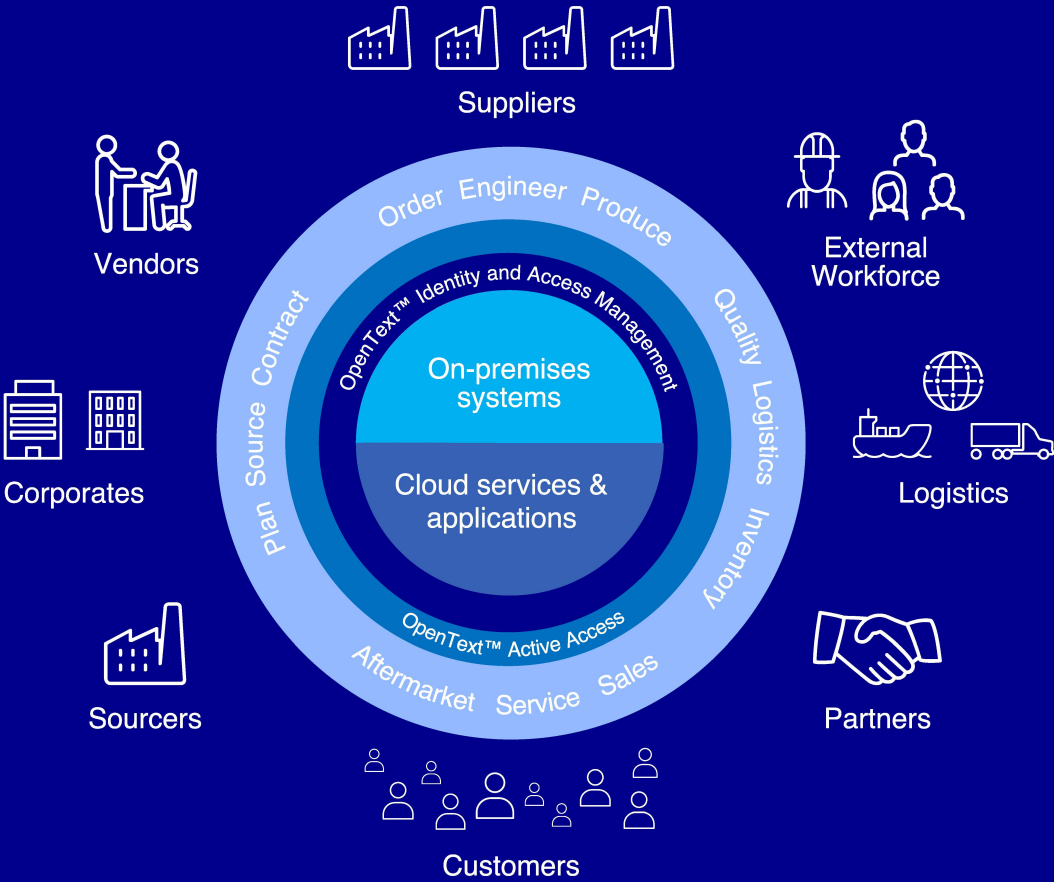 Suppliers
Vendors
External
Workforce
Order Engineer Produce
OpenText™ Identity and Access Management
Plan Source Contract
Quality Logistics Inventory
On-premises
systems
Cloud services &
applications
Corporates
Logistics
OpenText™ Active Access
Aftermarket Service Sales
Sourcers
Partners
Customers